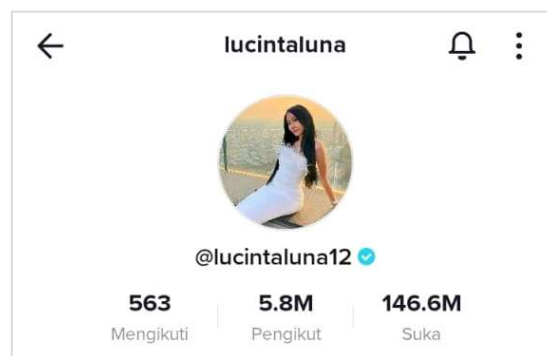 lucintaluna
@lucintaluna12
563 5.8M 146.6M
Mengikuti Pengikut Suka